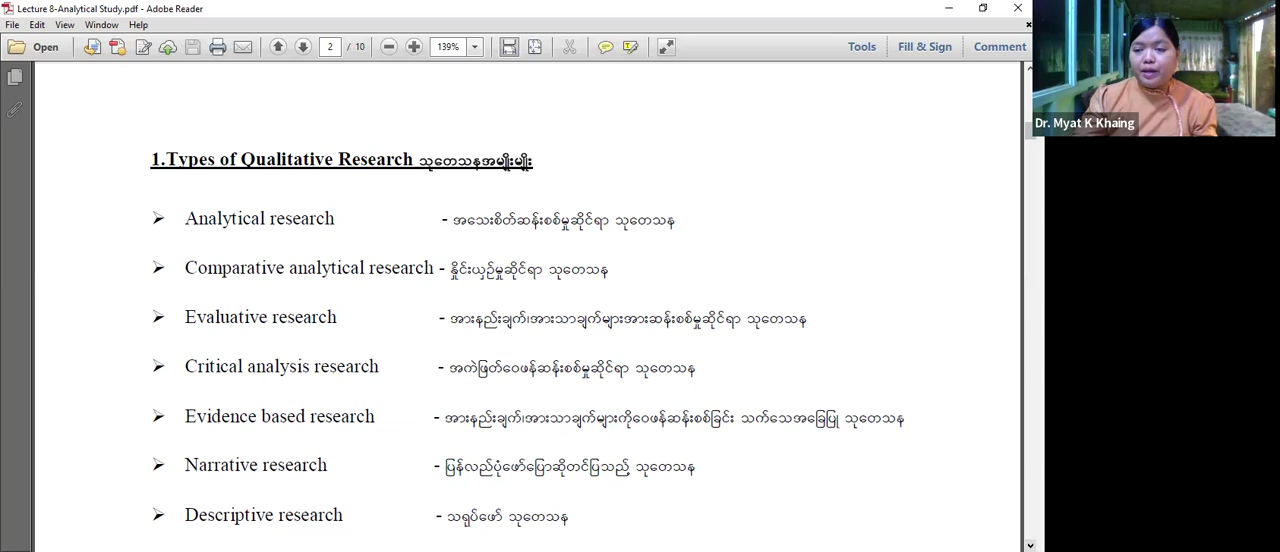 Lecture 8-Analytical Study.pdf - Adobe Reader
File Edit View Window Help
Open 2 / 10 139% Tools Fill & Sign Comment
Dr. Myat K Khaing
1.Types of Qualitative Research သုတေသနအမျိုးမျိုး
➢ Analytical research - အသေးစိတ်ဆန်းစစ်မှုဆိုင်ရာ သုတေသန
➢ Comparative analytical research - နှိုင်းယှဉ်မှုဆိုင်ရာ သုတေသန
➢ Evaluative research - အားနည်းချက်၊အားသာချက်များအားဆန်းစစ်မှုဆိုင်ရာ သုတေသန
➢ Critical analysis research - အကဲဖြတ်ဝေဖန်ဆန်းစစ်မှုဆိုင်ရာ သုတေသန
➢ Evidence based research - အားနည်းချက်၊အားသာချက်များကိုဝေဖန်ဆန်းစစ်ခြင်း သက်သေအခြေပြု သုတေသန
➢ Narrative research - ပြန်လည်ပုံဖော်ပြောဆိုတင်ပြသည့် သုတေသန
➢ Descriptive research - သရုပ်ဖော် သုတေသန